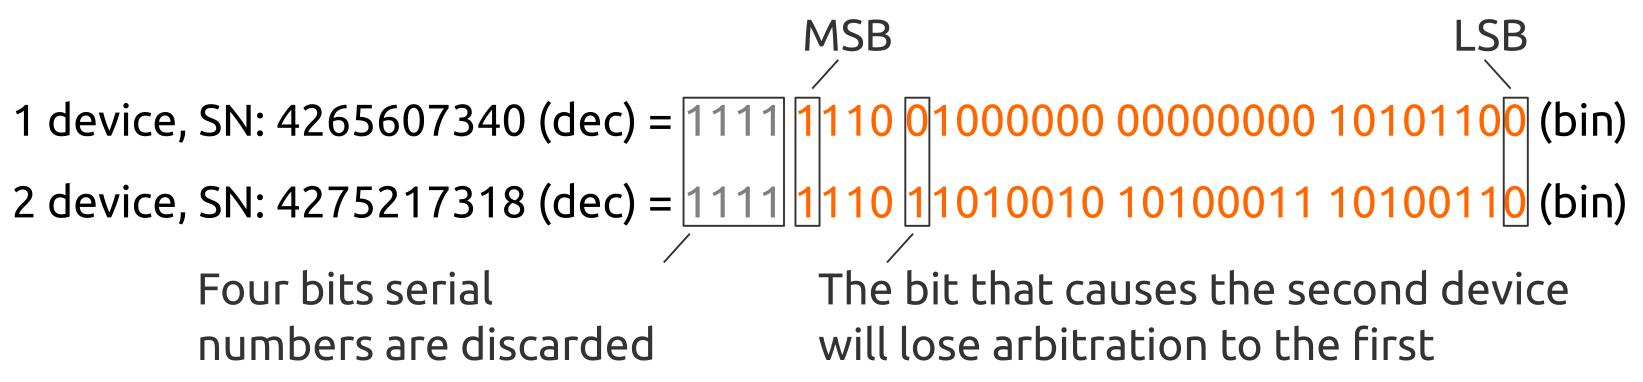 MSB LSB
1 device, SN: 4265607340 (dec) = 1111 1110 01000000 00000000 10101100 (bin)
2 device, SN: 4275217318 (dec) = 1111 1110 11010010 10100011 10100110 (bin)
Four bits serial
numbers are discarded
The bit that causes the second device
will lose arbitration to the first